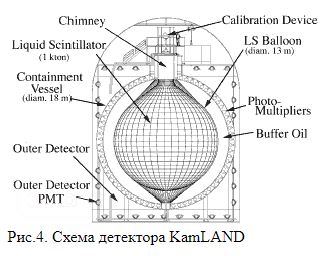 Chimney
Calibration Device
Liquid Scintillator
(1 kton)
LS Balloon
(diam. 13 m)
Containment
Vessel
(diam. 18 m)
Photo-
Multipliers
Buffer Oil
Outer Detector
Outer Detector
PMT
Рис.4. Схема детектора KamLAND